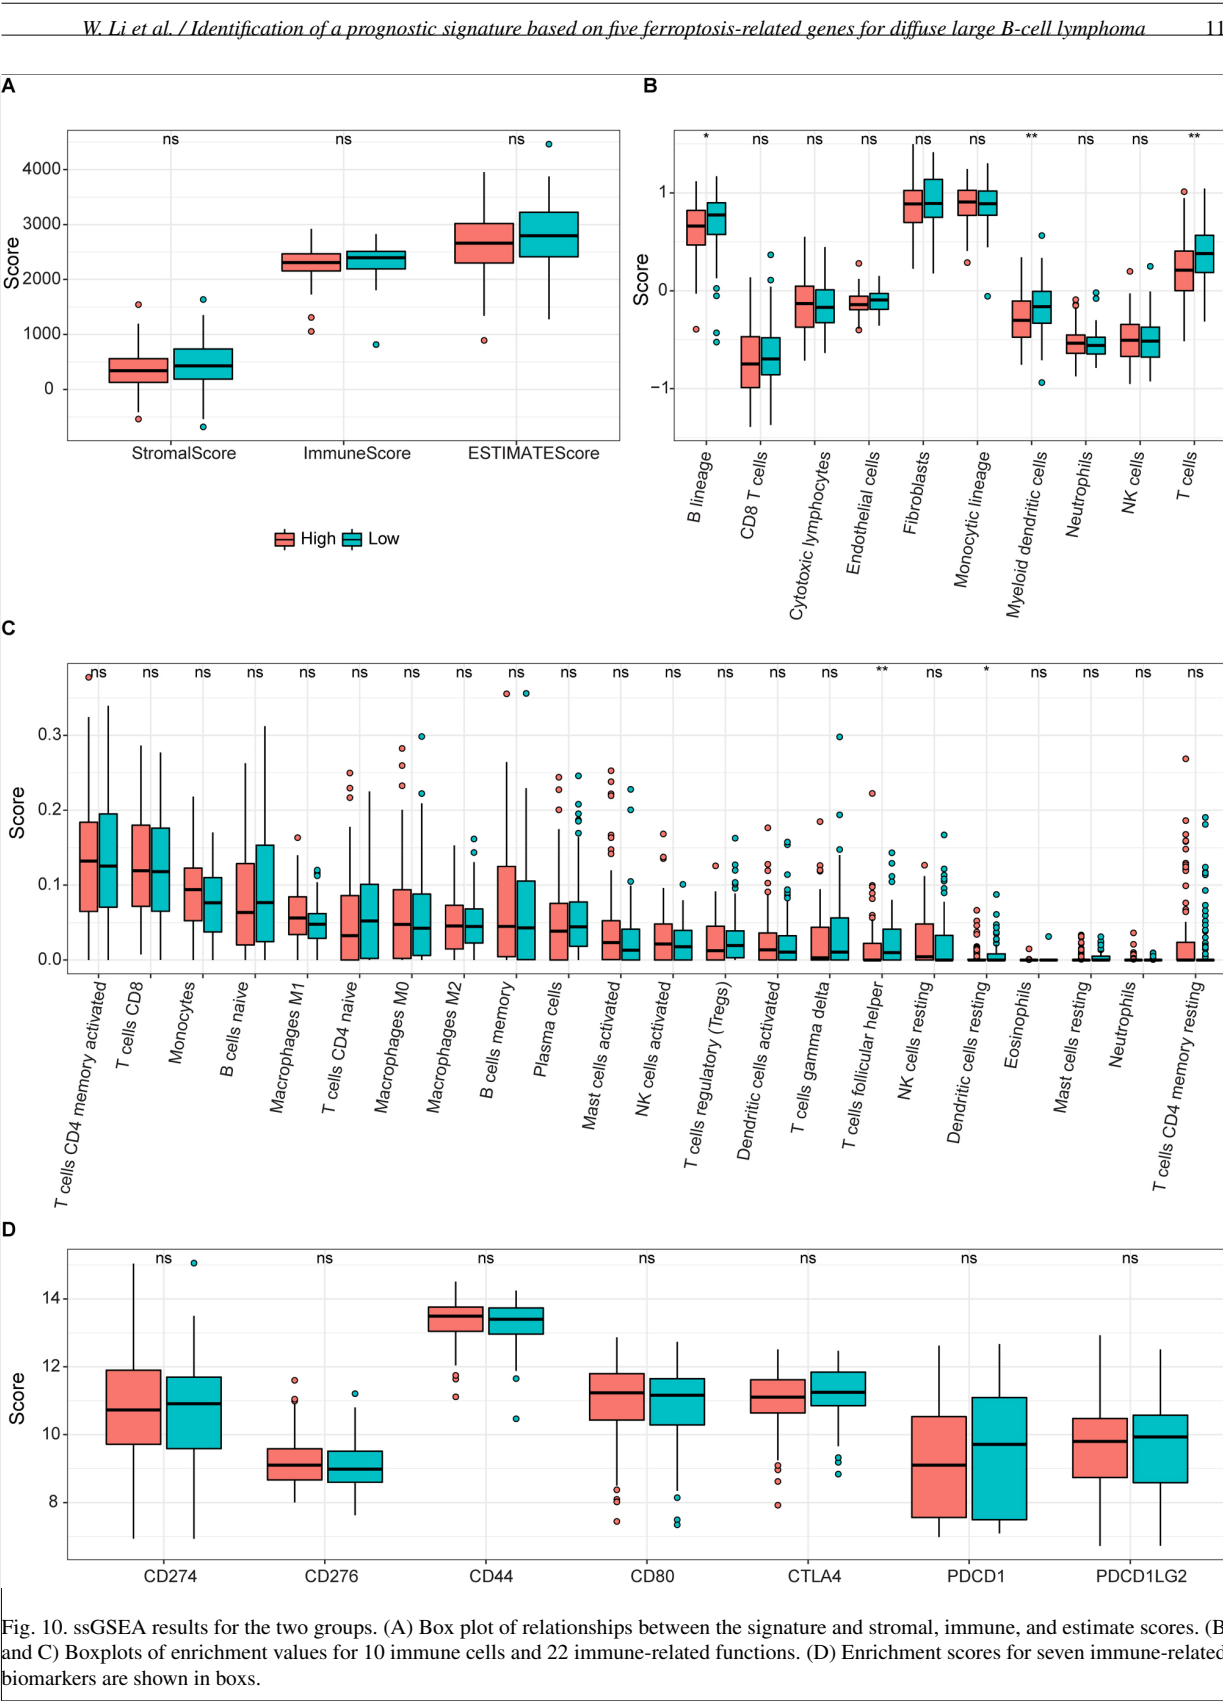 W. Li et al. / Identification of a prognostic signature based on five ferroptosis-related genes for diffuse large B-cell lymphoma 11
A
ns ns ns
4000
3000
2000
1000
0
Score
StromalScore ImmuneScore ESTIMATEScore
High Low
B
* ns ns ns ns ns ** ns ns **
1
0
−1
Score
B lineage
CD8 T cells
Cytotoxic lymphocytes
Endothelial cells
Fibroblasts
Monocytic lineage
Myeloid dendritic cells
Neutrophils
NK cells
T cells
C
ns ns ns ns ns ns ns ns ns ns ns ns ns ns ns ** ns * ns ns ns ns
0.3
0.2
0.1
0.0
Score
T cells CD4 memory activated
T cells CD8
Monocytes
B cells naive
Macrophages M1
T cells CD4 naive
Macrophages M0
Macrophages M2
B cells memory
Plasma cells
Mast cells activated
NK cells activated
T cells regulatory (Tregs)
Dendritic cells activated
T cells gamma delta
T cells follicular helper
NK cells resting
Dendritic cells resting
Eosinophils
Mast cells resting
Neutrophils
T cells CD4 memory resting
D
ns ns ns ns ns ns ns
14
12
10
8
Score
CD274 CD276 CD44 CD80 CTLA4 PDCD1 PDCD1LG2
Fig. 10. ssGSEA results for the two groups. (A) Box plot of relationships between the signature and stromal, immune, and estimate scores. (B
and C) Boxplots of enrichment values for 10 immune cells and 22 immune-related functions. (D) Enrichment scores for seven immune-related
biomarkers are shown in boxs.